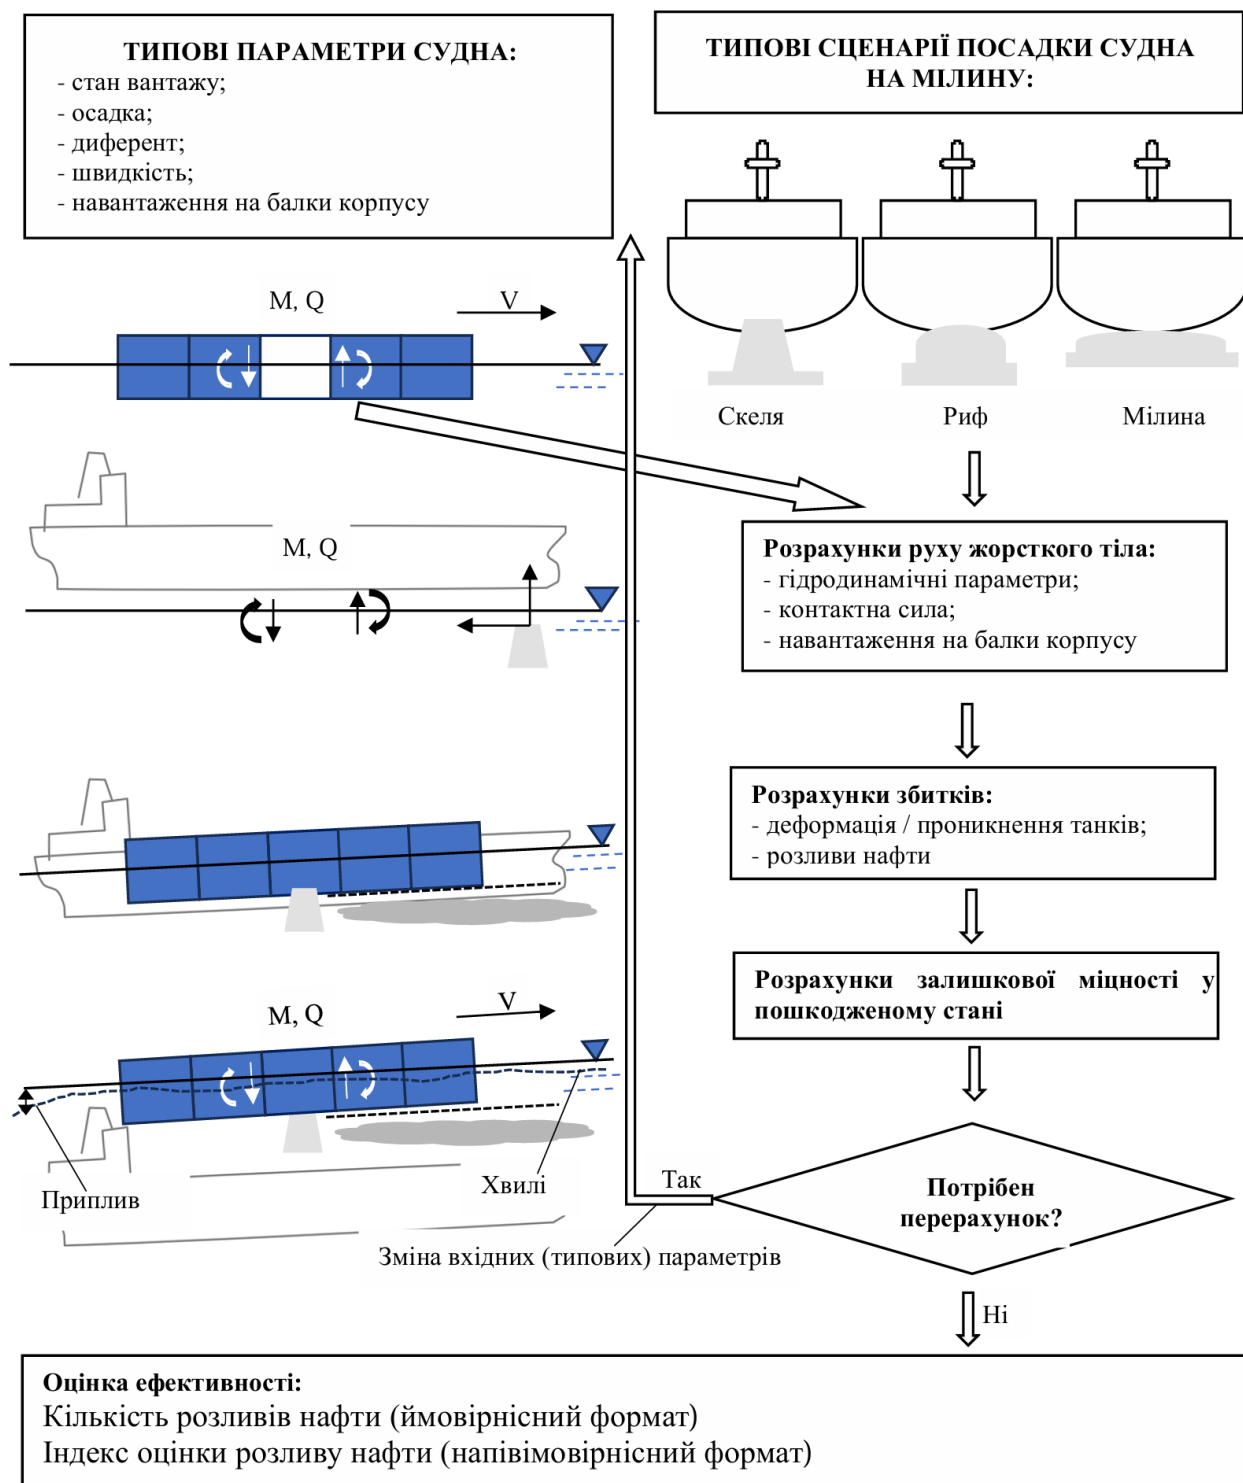 ТИПОВІ ПАРАМЕТРИ СУДНА:
- стан вантажу;
- осадка;
- диферент;
- швидкість;
- навантаження на балки корпусу
ТИПОВІ СЦЕНАРІЇ ПОСАДКИ СУДНА
НА МІЛИНУ:
M, Q
V
Скеля
Риф
Мілина
M, Q
Розрахунки руху жорсткого тіла:
- гідродинамічні параметри;
- контактна сила;
- навантаження на балки корпусу
Розрахунки збитків:
- деформація / проникнення танків;
- розливи нафти
Розрахунки залишкової міцності у
пошкодженому стані
M, Q
V
Приплив
Хвилі
Так
Потрібен
перерахунок?
Зміна вхідних (типових) параметрів
Ні
Оцінка ефективності:
Кількість розливів нафти (ймовірнісний формат)
Індекс оцінки розливу нафти (напівімовірнісний формат)